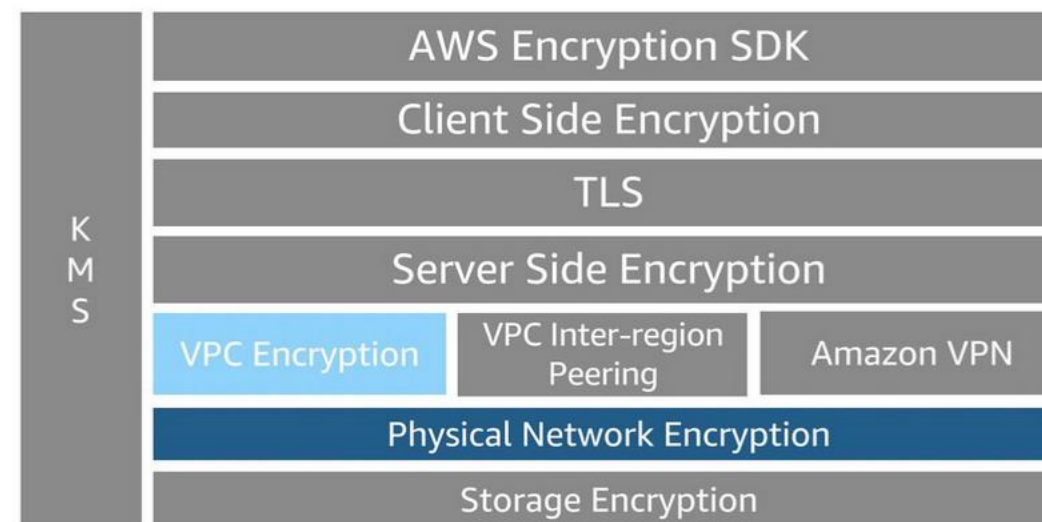 K
M
S
AWS Encryption SDK
Client Side Encryption
TLS
Server Side Encryption
VPC Encryption
VPC Inter-region
Peering
Amazon VPN
Physical Network Encryption
Storage Encryption